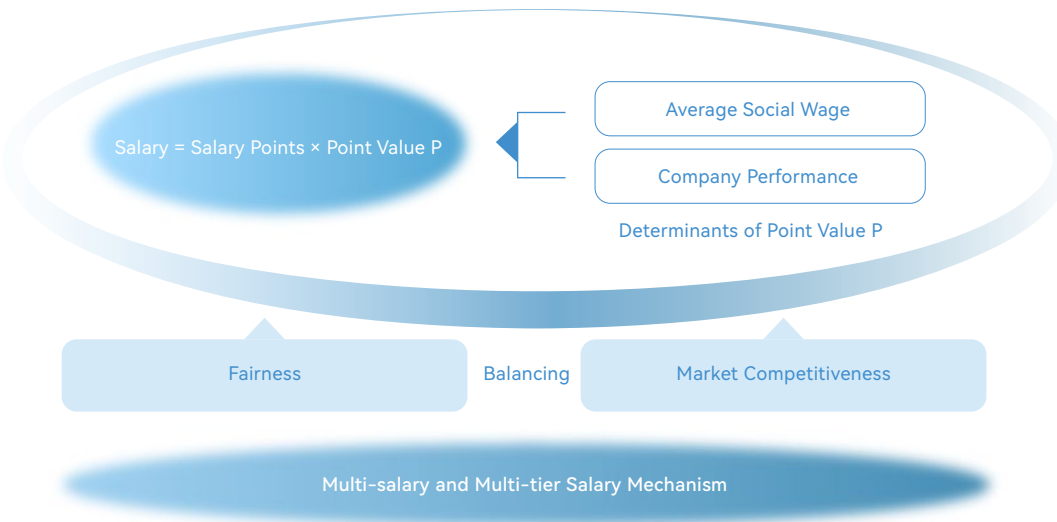 Salary = Salary Points × Point Value P
Average Social Wage
Company Performance
Determinants of Point Value P
Fairness
Balancing
Market Competitiveness
Multi-salary and Multi-tier Salary Mechanism